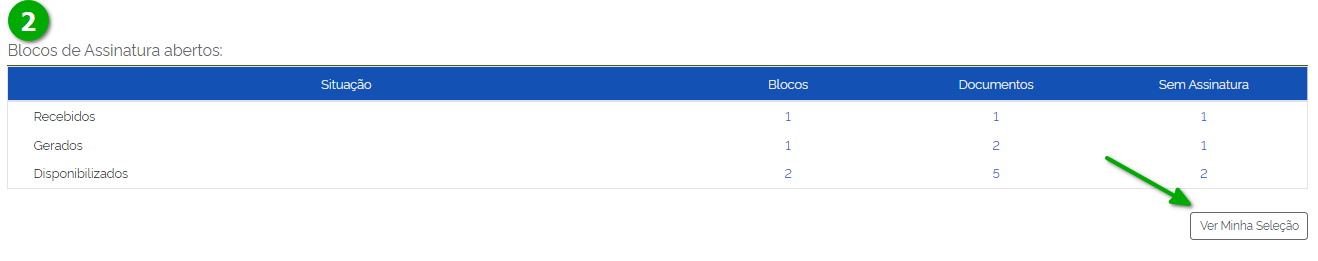 2
Blocos de Assinatura abertos:
Situação Blocos Documentos Sem Assinatura
Recebidos 1 1 1
Gerados 1 2 1
Disponibilizados 2 5 2
Ver Minha Seleção